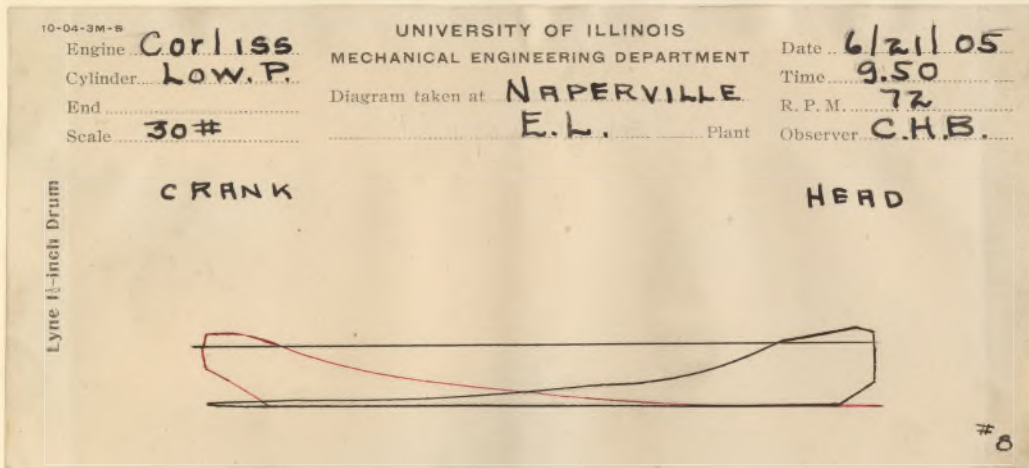 10-04-3M-S
UNIVERSITY OF ILLINOIS
MECHANICAL ENGINEERING DEPARTMENT
Engine Corliss
Cylinder LOW. P.
End
Scale 30#
Diagram taken at NAPERVILLE
E.L. Plant
Date 6/21/05
Time 9.50
R. P. M. 72
Observer C.H.B.
CRANK
HEAD
Lyne 1½-inch Drum
#8